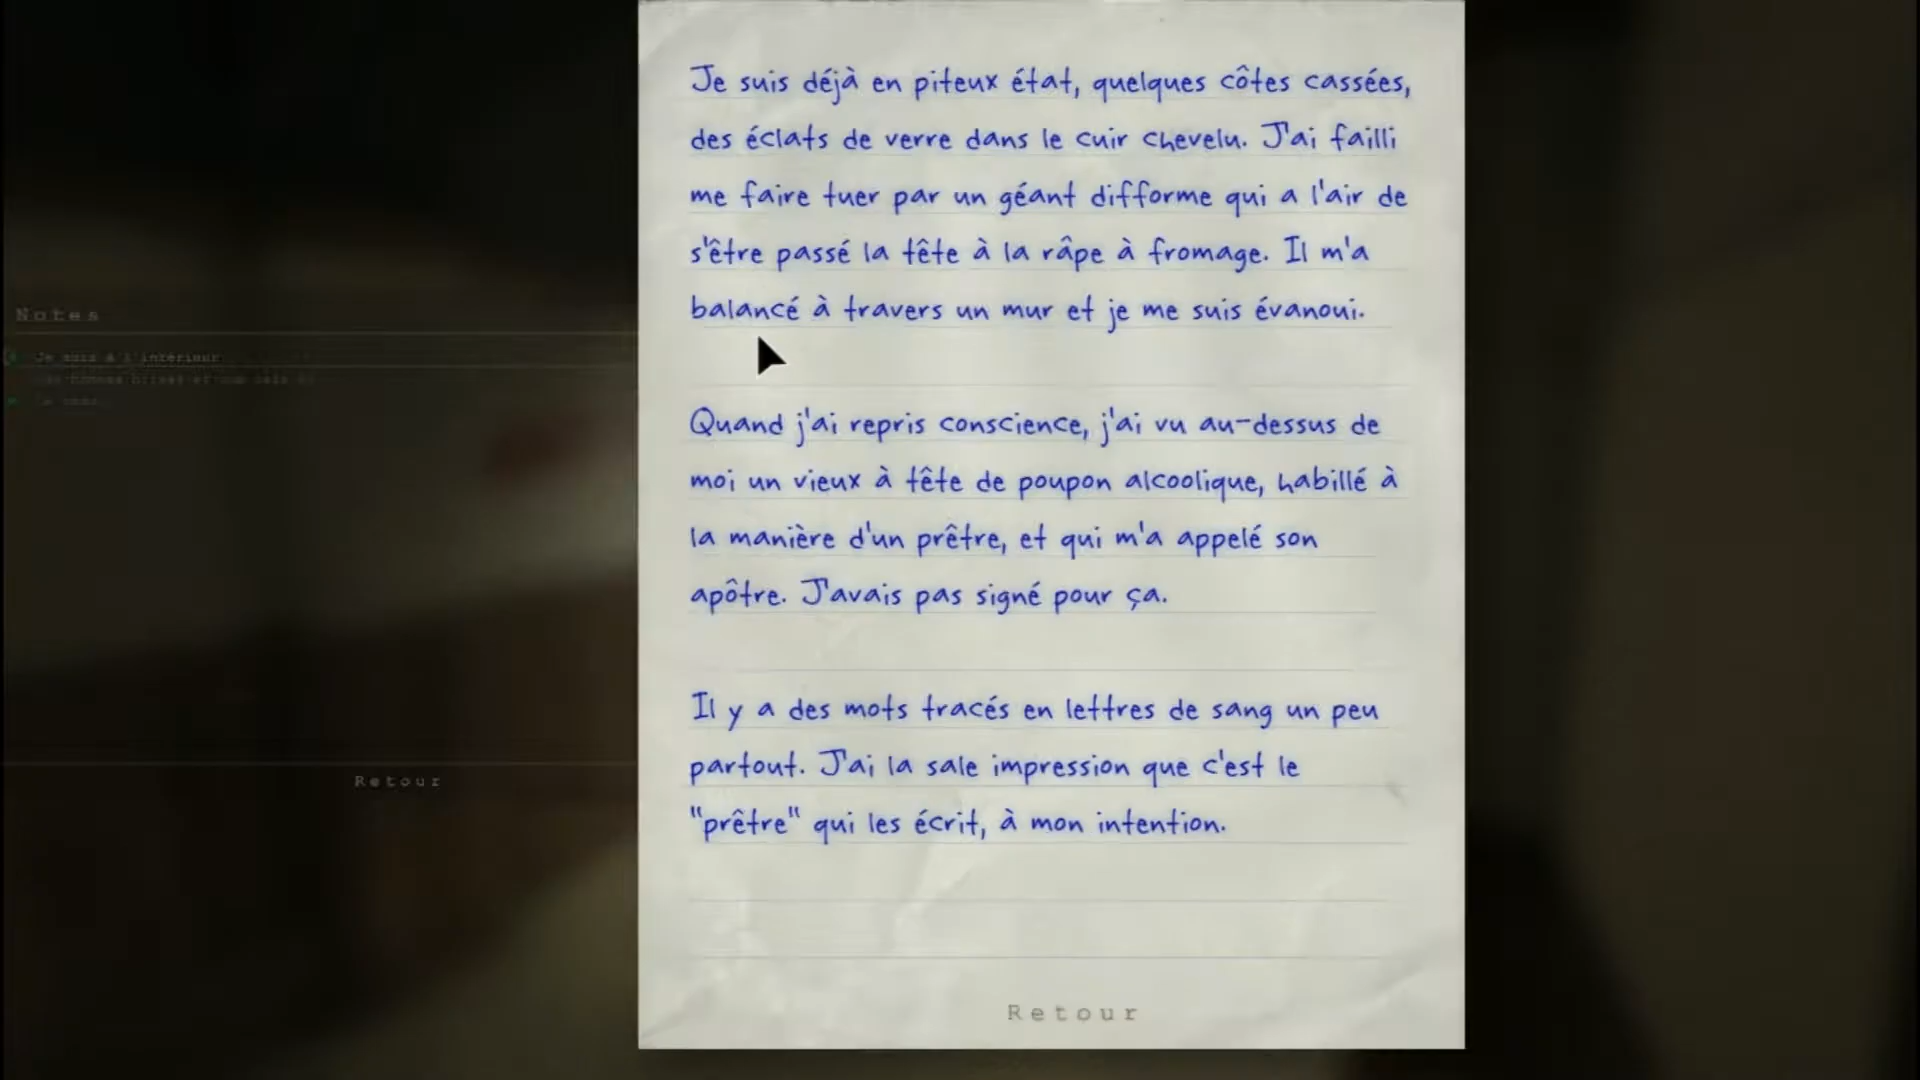 Notes
Je suis à l'intérieur
Retour
Je suis déjà en piteux état, quelques côtes cassées,
des éclats de verre dans le cuir chevelu. J'ai failli
me faire tuer par un géant difforme qui a l'air de
s'être passé la tête à la râpe à fromage. Il m'a
balancé à travers un mur et je me suis évanoui.
Quand j'ai repris conscience, j'ai vu au-dessus de
moi un vieux à tête de poupon alcoolique, habillé à
la manière d'un prêtre, et qui m'a appelé son
apôtre. J'avais pas signé pour ça.
Il y a des mots tracés en lettres de sang un peu
partout. J'ai la sale impression que c'est le
"prêtre" qui les écrit, à mon intention.
Retour